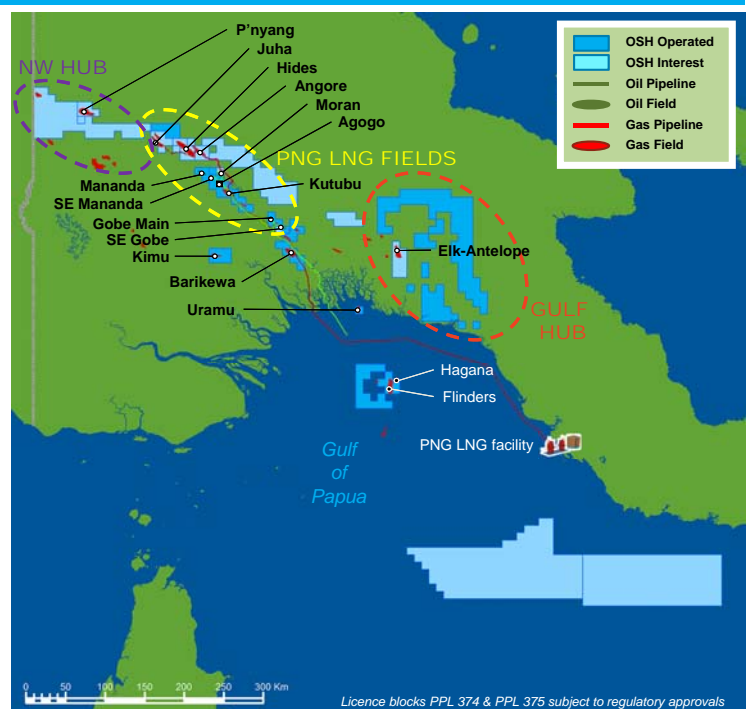 P'nyang
Juha
NW HUB
Hides
Angore
Moran
Agogo
PNG LNG FIELDS
Mananda
SE Mananda
Kutubu
Gobe Main
SE Gobe
Kimu
Barikewa
Uramu
Elk-Antelope
GULF
HUB
Hagana
Flinders
PNG LNG facility
Gulf
of
Papua
OSH Operated
OSH Interest
Oil Pipeline
Oil Field
Gas Pipeline
Gas Field
0 50 100 150 200 250 300 Km
Licence blocks PPL 374 & PPL 375 subject to regulatory approvals